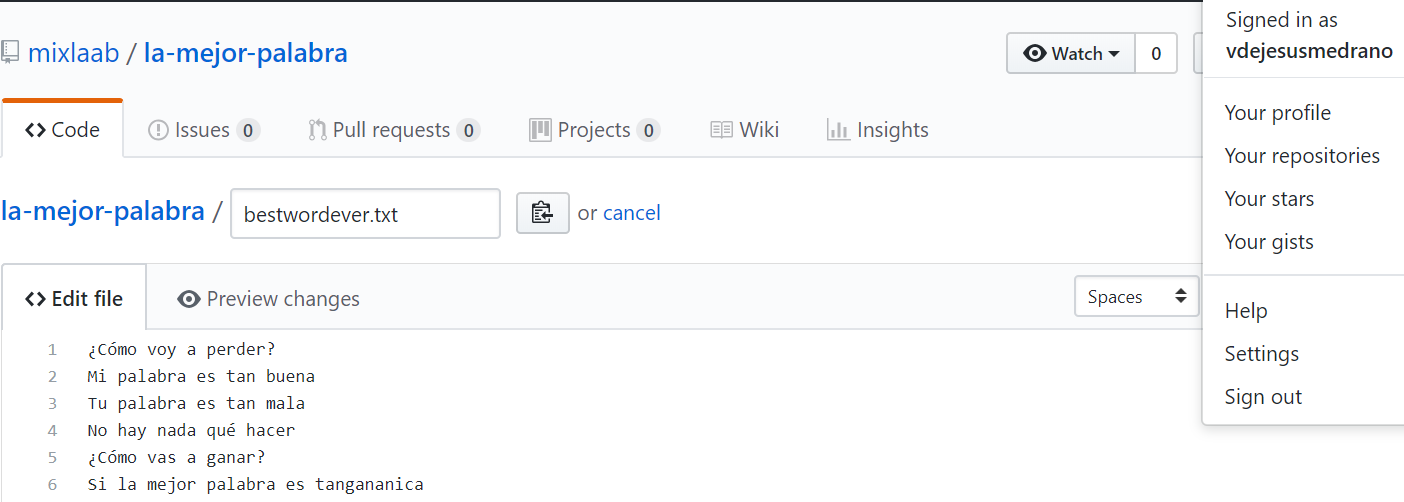 mixlaab / la-mejor-palabra
Watch 0
Code
Issues 0
Pull requests 0
Projects 0
Wiki
Insights
la-mejor-palabra / bestwordever.txt or cancel
Edit file
Preview changes
Spaces
1 ¿Cómo voy a perder?
2 Mi palabra es tan buena
3 Tu palabra es tan mala
4 No hay nada qué hacer
5 ¿Cómo vas a ganar?
6 Si la mejor palabra es tangananica
Signed in as
vdejesusmedrano
Your profile
Your repositories
Your stars
Your gists
Help
Settings
Sign out